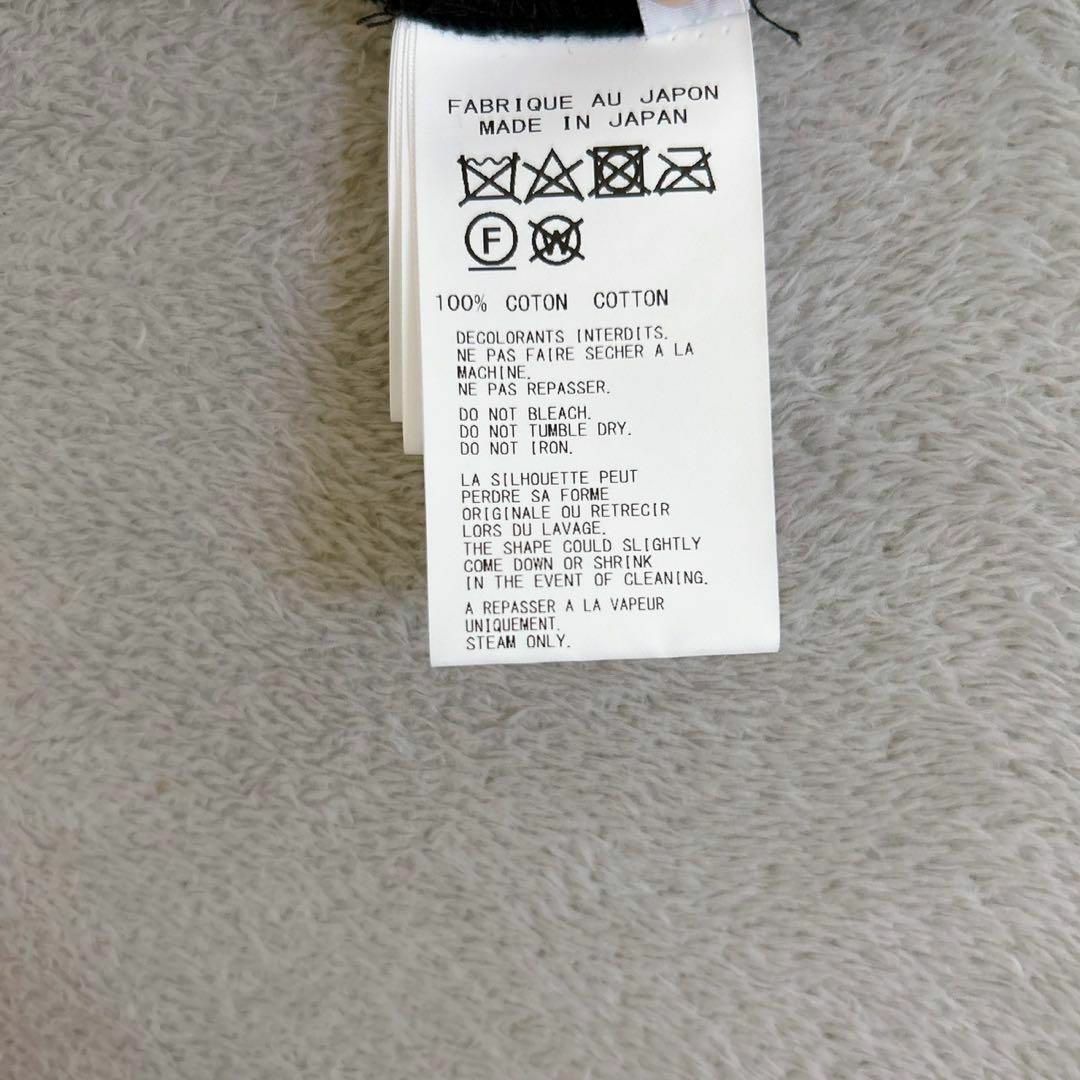 FABRIQUE AU JAPON
MADE IN JAPAN
F W
100% COTON COTTON
DECOLORANTS INTERDITS.
NE PAS FAIRE SECHER A LA
MACHINE.
NE PAS REPASSER.
DO NOT BLEACH.
DO NOT TUMBLE DRY.
DO NOT IRON.
LA SILHOUETTE PEUT
PERDRE SA FORME
ORIGINALE OU RETRECIR
LORS DU LAVAGE.
THE SHAPE COULD SLIGHTLY
COME DOWN OR SHRINK
IN THE EVENT OF CLEANING.
A REPASSER A LA VAPEUR
UNIQUEMENT.
STEAM ONLY.